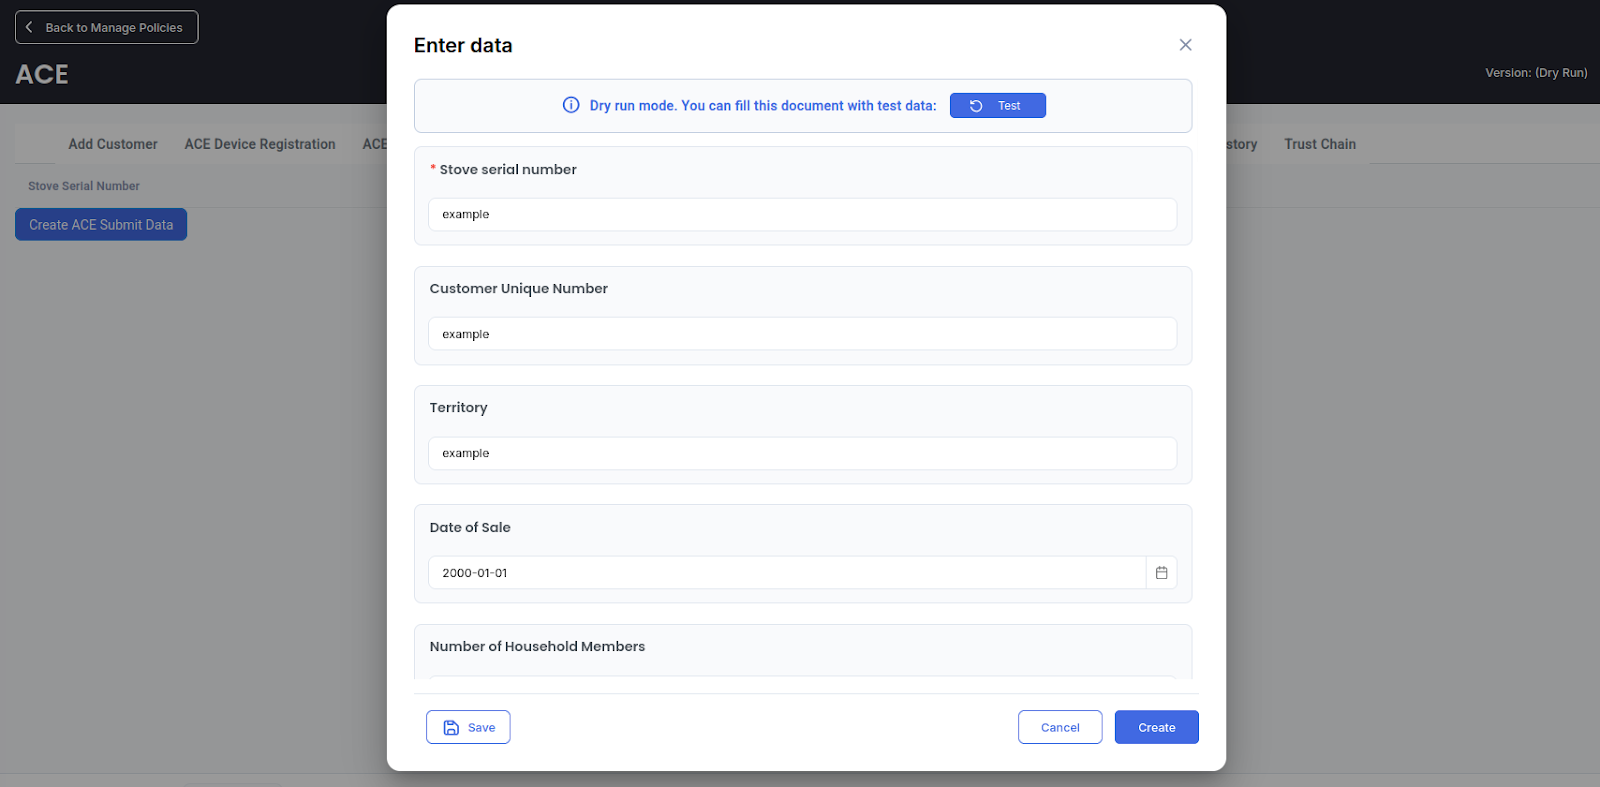 Back to Manage Policies
ACE
Version: (Dry Run)
Add Customer ACE Device Registration ACE story Trust Chain
Stove Serial Number
Create ACE Submit Data
Enter data
Dry run mode. You can fill this document with test data: Test
* Stove serial number
example
Customer Unique Number
example
Territory
example
Date of Sale
2000-01-01
Number of Household Members
Save Cancel Create